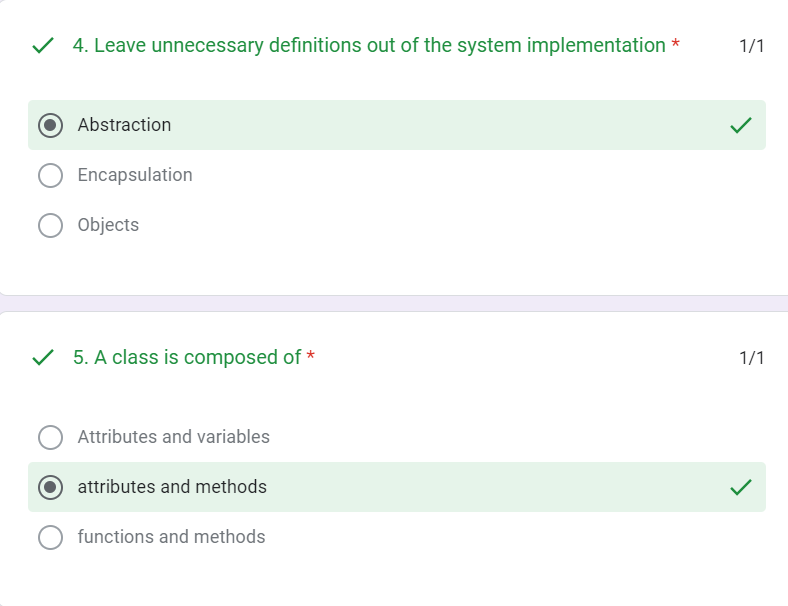 4. Leave unnecessary definitions out of the system implementation * 1/1
Abstraction
Encapsulation
Objects
5. A class is composed of * 1/1
Attributes and variables
attributes and methods
functions and methods